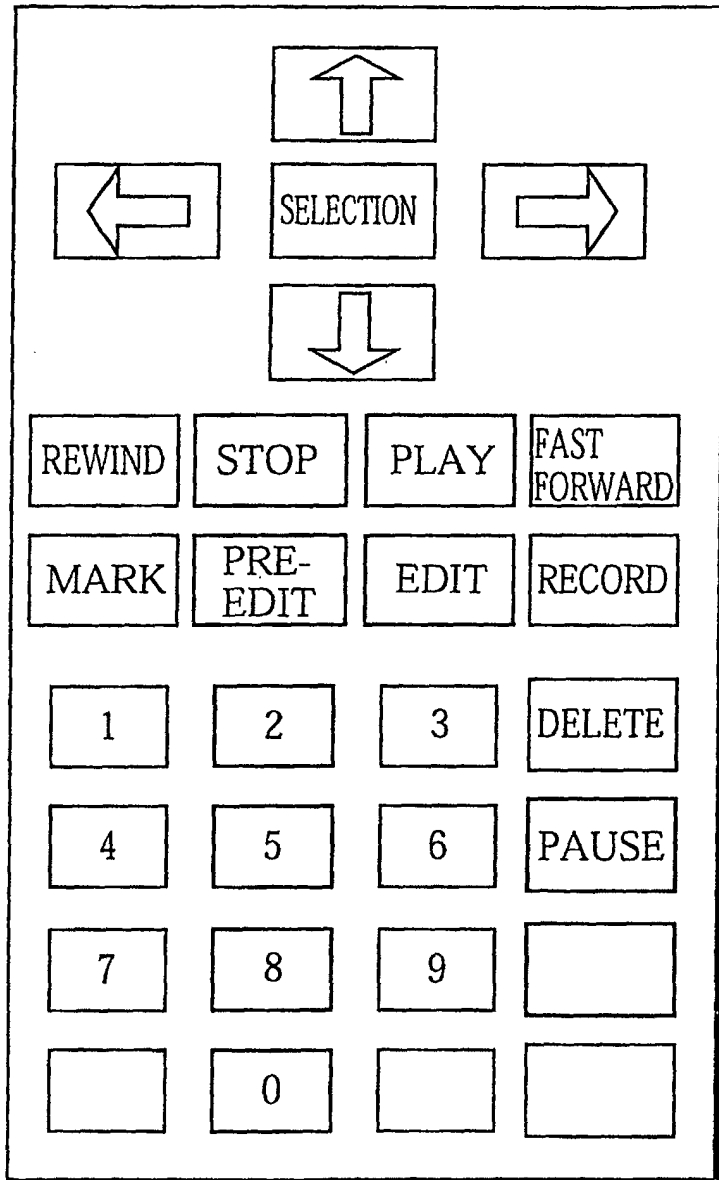 SELECTION
REWIND STOP PLAY FAST
FORWARD
MARK PRE-
EDIT EDIT RECORD
1 2 3 DELETE
4 5 6 PAUSE
7 8 9
0